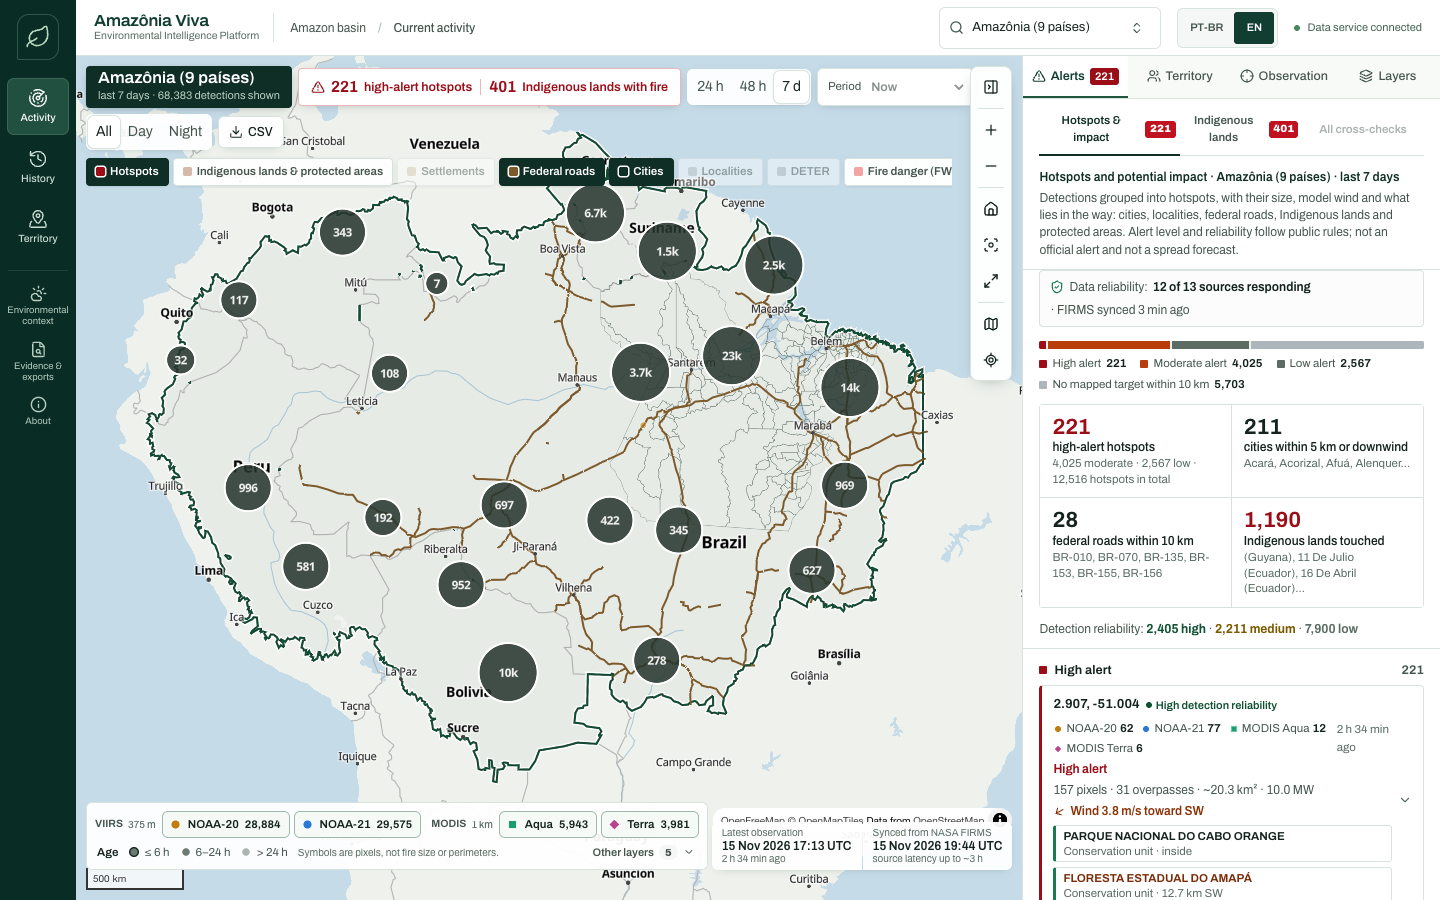 Amazônia Viva
Environmental Intelligence Platform
Amazon basin / Current activity
Amazônia (9 países)
PT-BR EN
Data service connected
Activity
History
Territory
Environmental context
Evidence & exports
About
Amazônia (9 países)
last 7 days · 68,383 detections shown
221 high-alert hotspots 401 Indigenous lands with fire
24 h 48 h 7 d
Period Now
All Day Night
CSV
Hotspots
Indigenous lands & protected areas
Settlements
Federal roads
Cities
Localities
DETER
Fire danger (FW
San Cristobal
Venezuela
maribo
Cayenne
Bogota
Cali
343
6.7k
Suriname
1.5k
2.5k
Boa Vista
Mitú
7
117
Quito
Macapá
32
108
Leticia
Manaus
3.7k
Santarém
23k
Belém
14k
Marabá
Caxias
Peru
Trujillo
996
192
697
422
345
969
Brazil
Riberalta
Ji-Paraná
Lima
581
952
Vilhena
627
Cuzco
Ica
La Paz
10k
Bolivia
278
Brasília
Goiânia
Tacna
Sucre
Iquique
Campo Grande
Asuncion
Curitiba
VIIRS 375 m
NOAA-20 28,884
NOAA-21 29,575
MODIS 1 km
Aqua 5,943
Terra 3,981
Age ≤ 6 h 6–24 h > 24 h Symbols are pixels, not fire size or perimeters.
Other layers 5
500 km
OpenFreeMap © OpenMapTiles Data from OpenStreetMap
Latest observation
15 Nov 2026 17:13 UTC
2 h 34 min ago
Synced from NASA FIRMS
15 Nov 2026 19:44 UTC
source latency up to ~3 h
Alerts 221
Territory
Observation
Layers
Hotspots & impact 221
Indigenous lands 401
All cross-checks
Hotspots and potential impact · Amazônia (9 países) · last 7 days
Detections grouped into hotspots, with their size, model wind and what
lies in the way: cities, localities, federal roads, Indigenous lands and
protected areas. Alert level and reliability follow public rules; not an
official alert and not a spread forecast.
Data reliability: 12 of 13 sources responding
· FIRMS synced 3 min ago
High alert 221 Moderate alert 4,025 Low alert 2,567
No mapped target within 10 km 5,703
221
high-alert hotspots
4,025 moderate · 2,567 low ·
12,516 hotspots in total
211
cities within 5 km or downwind
Acará, Acorizal, Afuá, Alenquer...
28
federal roads within 10 km
BR-010, BR-070, BR-135, BR-
153, BR-155, BR-156
1,190
Indigenous lands touched
(Guyana), 11 De Julio
(Ecuador), 16 De Abril
(Ecuador)...
Detection reliability: 2,405 high · 2,211 medium · 7,900 low
High alert 221
2.907, -51.004 High detection reliability
NOAA-20 62 NOAA-21 77 MODIS Aqua 12
MODIS Terra 6
2 h 34 min
ago
High alert
157 pixels · 31 overpasses · ~20.3 km² · 10.0 MW
Wind 3.8 m/s toward SW
PARQUE NACIONAL DO CABO ORANGE
Conservation unit · inside
FLORESTA ESTADUAL DO AMAPÁ
Conservation unit · 12.7 km SW